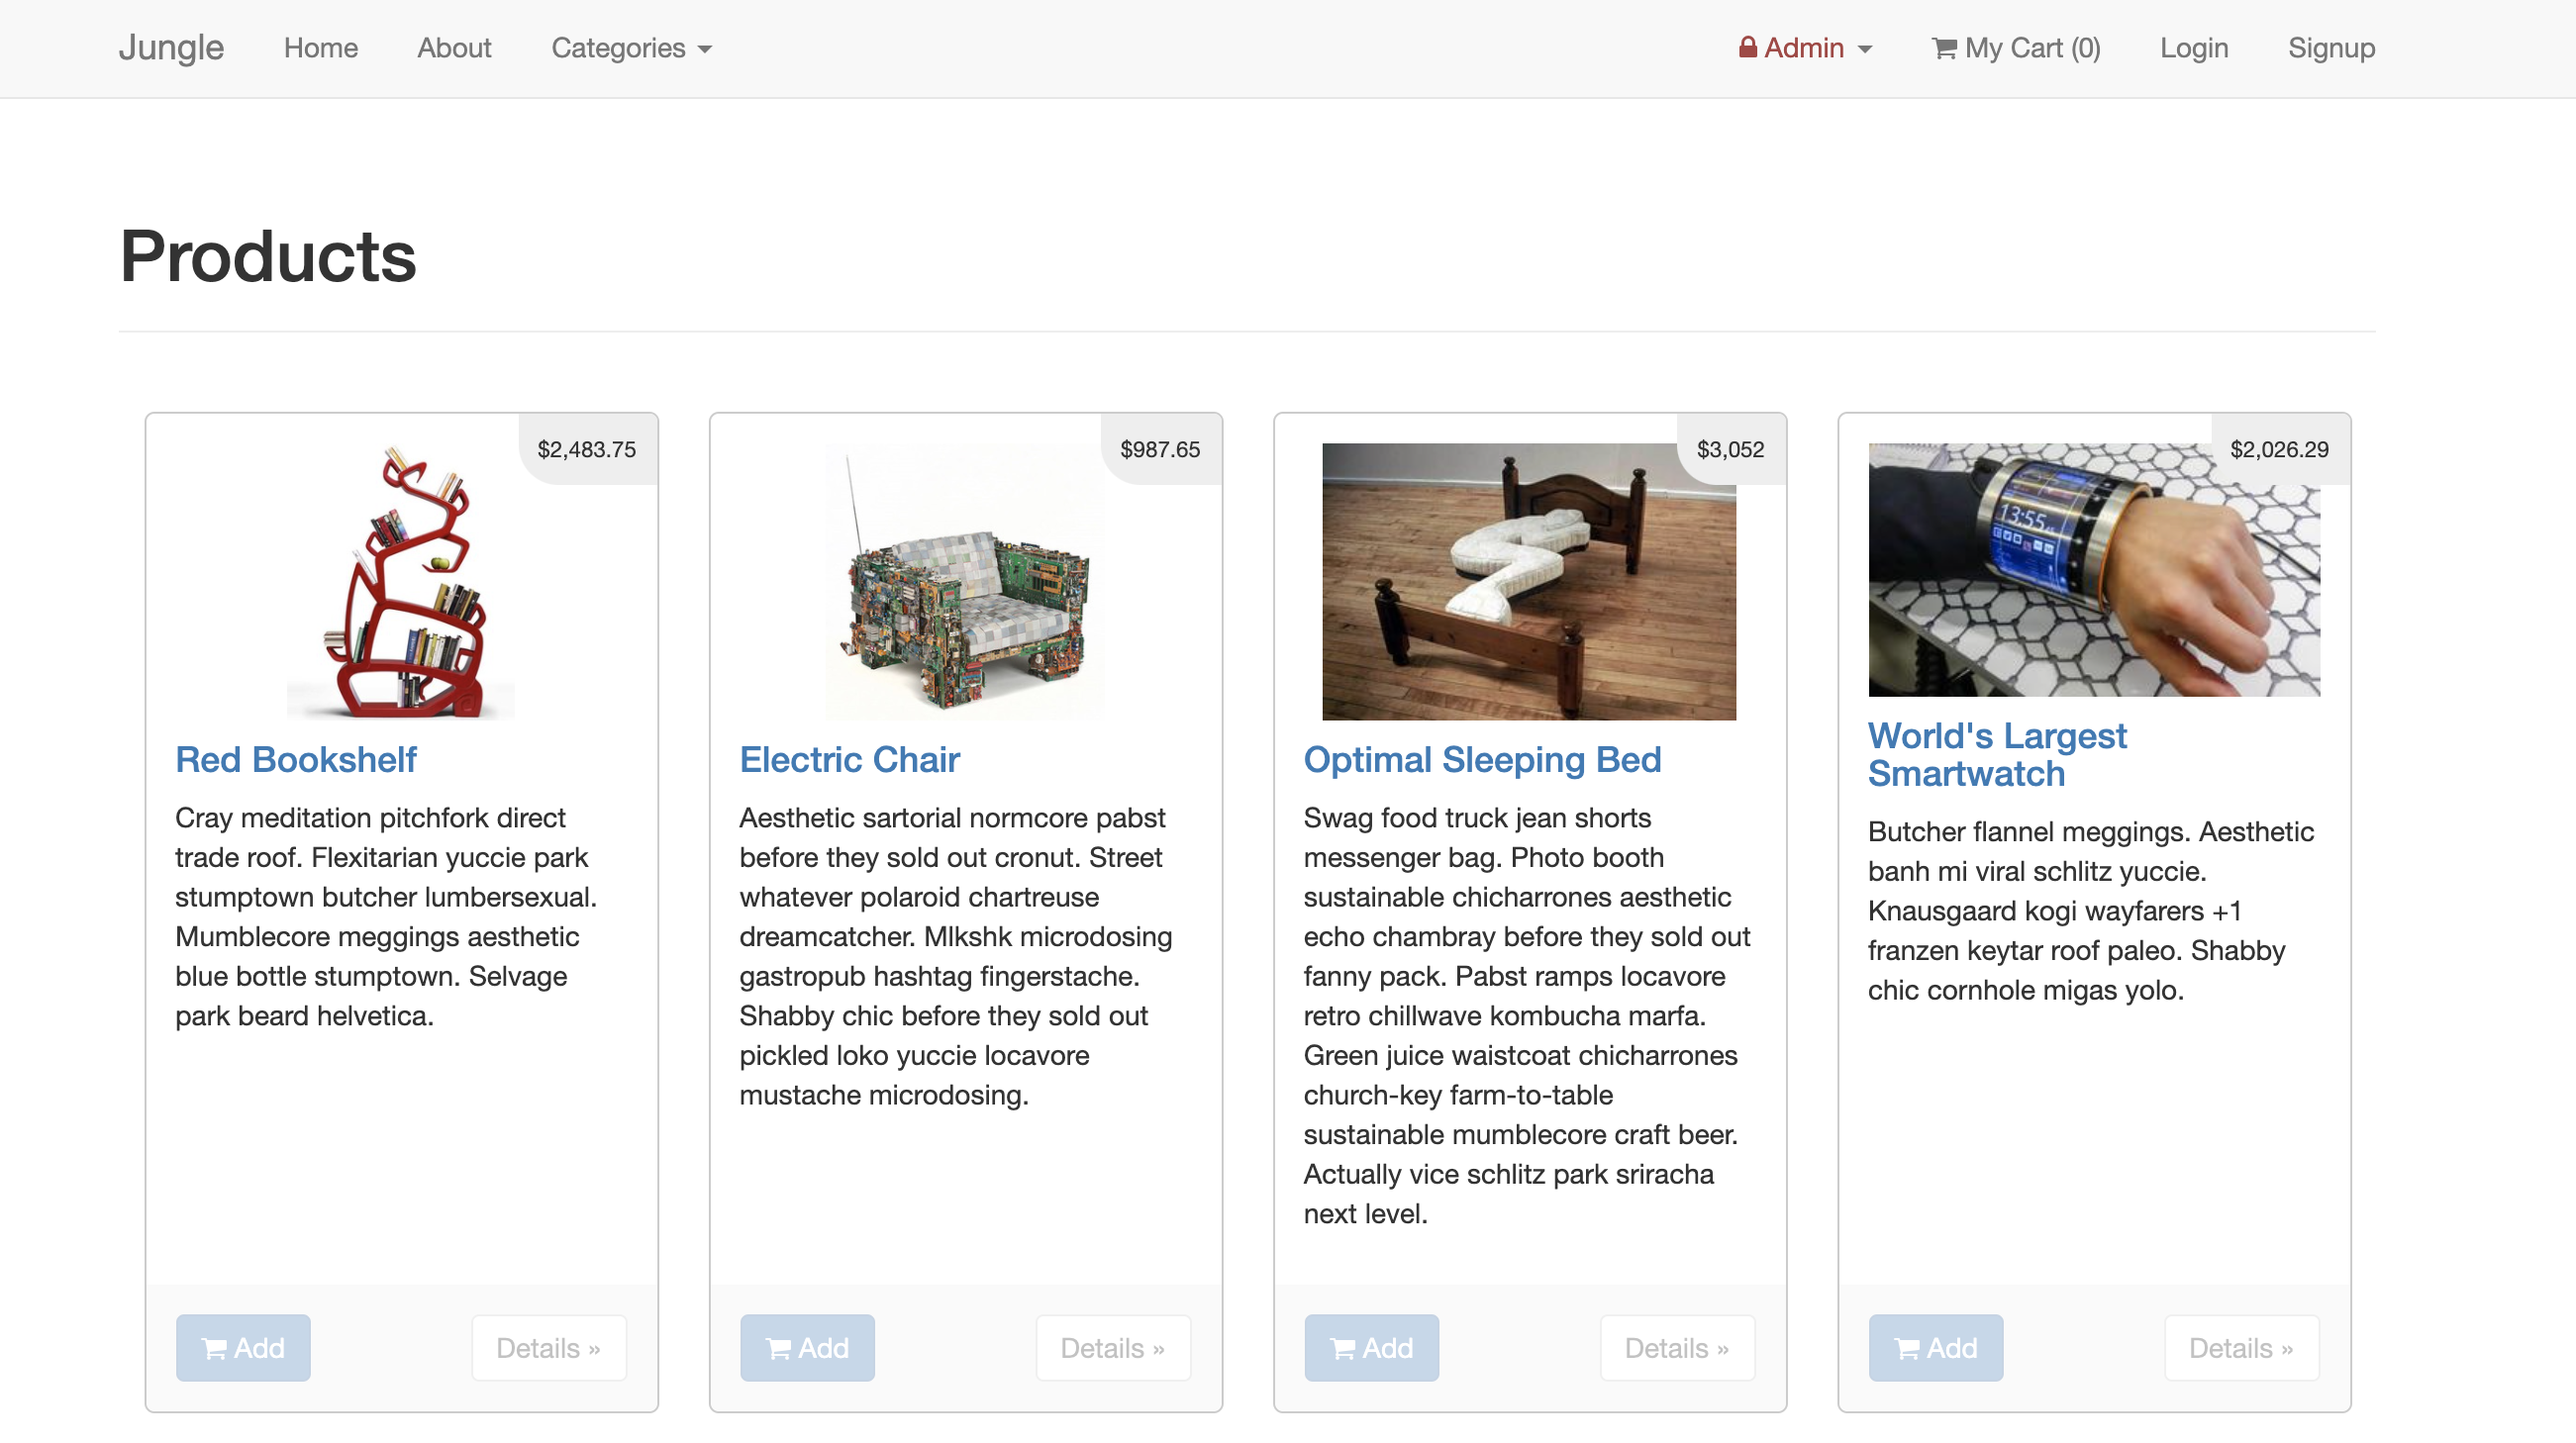 Jungle Home About Categories Admin My Cart (0) Login Signup
Products
$2,483.75
Red Bookshelf
Cray meditation pitchfork direct
trade roof. Flexitarian yuccie park
stumptown butcher lumbersexual.
Mumblecore meggings aesthetic
blue bottle stumptown. Selvage
park beard helvetica.
Add Details »
$987.65
Electric Chair
Aesthetic sartorial normcore pabst
before they sold out cronut. Street
whatever polaroid chartreuse
dreamcatcher. Mlkshk microdosing
gastropub hashtag fingerstache.
Shabby chic before they sold out
pickled loko yuccie locavore
mustache microdosing.
Add Details »
$3,052
Optimal Sleeping Bed
Swag food truck jean shorts
messenger bag. Photo booth
sustainable chicharrones aesthetic
echo chambray before they sold out
fanny pack. Pabst ramps locavore
retro chillwave kombucha marfa.
Green juice waistcoat chicharrones
church-key farm-to-table
sustainable mumblecore craft beer.
Actually vice schlitz park sriracha
next level.
Add Details »
$2,026.29
13:55
World's Largest
Smartwatch
Butcher flannel meggings. Aesthetic
banh mi viral schlitz yuccie.
Knausgaard kogi wayfarers +1
franzen keytar roof paleo. Shabby
chic cornhole migas yolo.
Add Details »